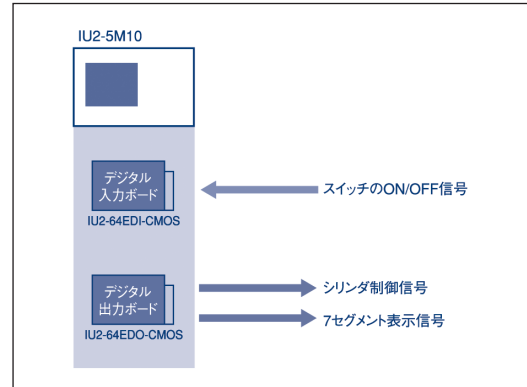 IU2-5M10
デジタル
入力ボード
IU2-64EDI-CMOS
スイッチのON/OFF信号
デジタル
出力ボード
IU2-64EDO-CMOS
シリンダ制御信号
7セグメント表示信号